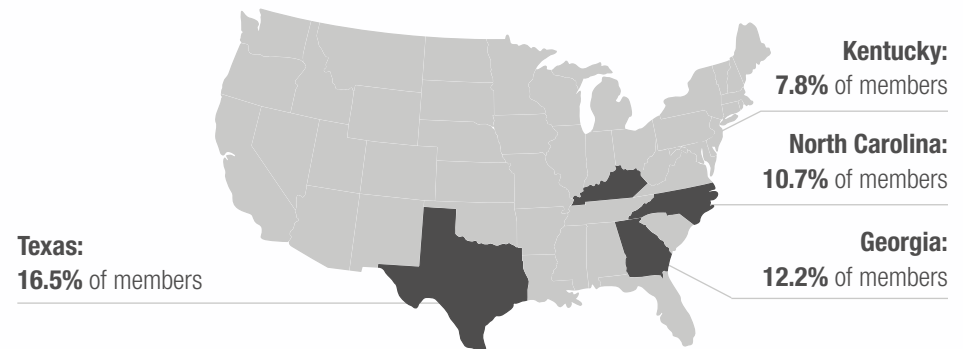 Kentucky:
7.8% of members
North Carolina:
10.7% of members
Texas:
16.5% of members
Georgia:
12.2% of members